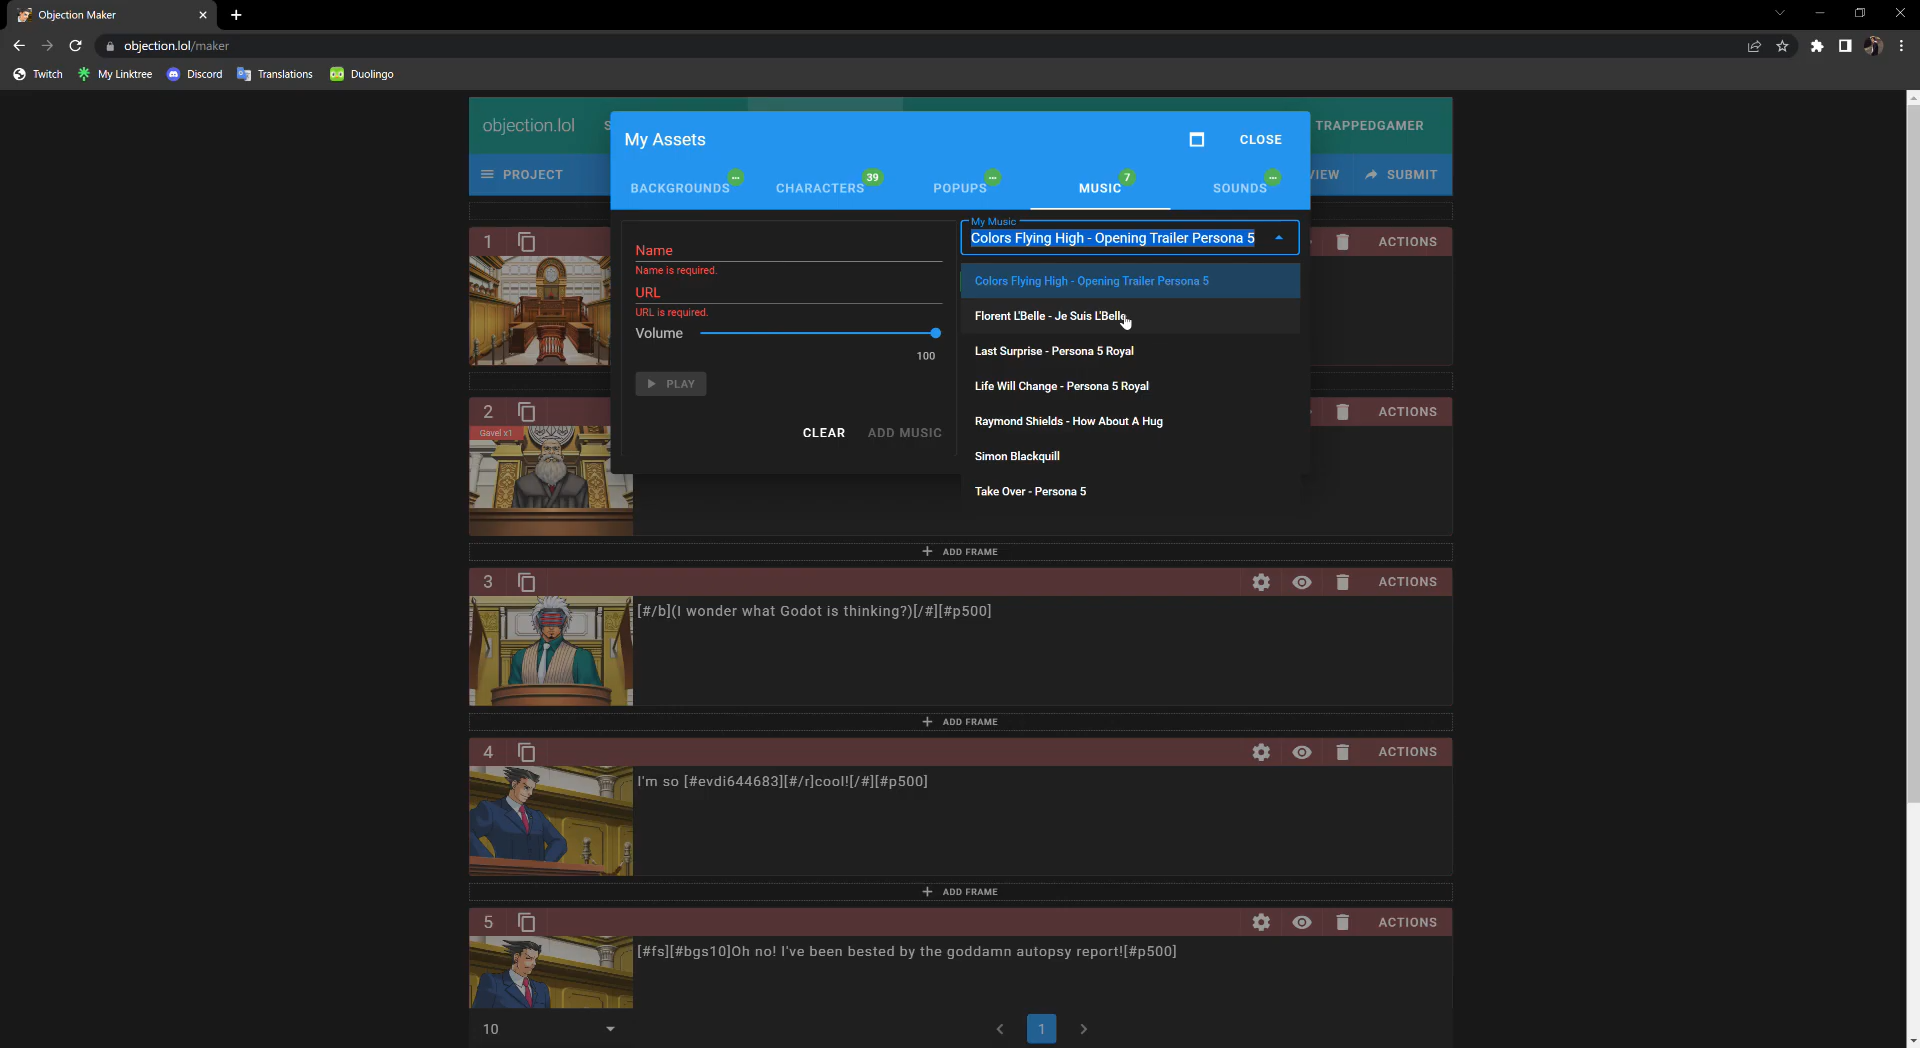 Objection Maker
objection.lol/maker
Twitch
My Linktree
Discord
Translations
Duolingo
objection.lol
S
TRAPPEDGAMER
PROJECT
IEW
SUBMIT
My Assets
CLOSE
BACKGROUNDS
CHARACTERS 39
POPUPS
MUSIC 7
SOUNDS
Name
Name is required.
URL
URL is required.
Volume
100
PLAY
CLEAR
ADD MUSIC
My Music
Colors Flying High - Opening Trailer Persona 5
Colors Flying High - Opening Trailer Persona 5
Florent L'Belle - Je Suis L'Belle
Last Surprise - Persona 5 Royal
Life Will Change - Persona 5 Royal
Raymond Shields - How About A Hug
Simon Blackquill
Take Over - Persona 5
1
ACTIONS
2
ACTIONS
Gavel x1
ADD FRAME
3
ACTIONS
[#/b](I wonder what Godot is thinking?)[/#][#p500]
ADD FRAME
4
ACTIONS
I'm so [#evdi644683][#/r]cool![/#][#p500]
ADD FRAME
5
ACTIONS
[#fs][#bgs10]Oh no! I've been bested by the goddamn autopsy report![#p500]
10
1